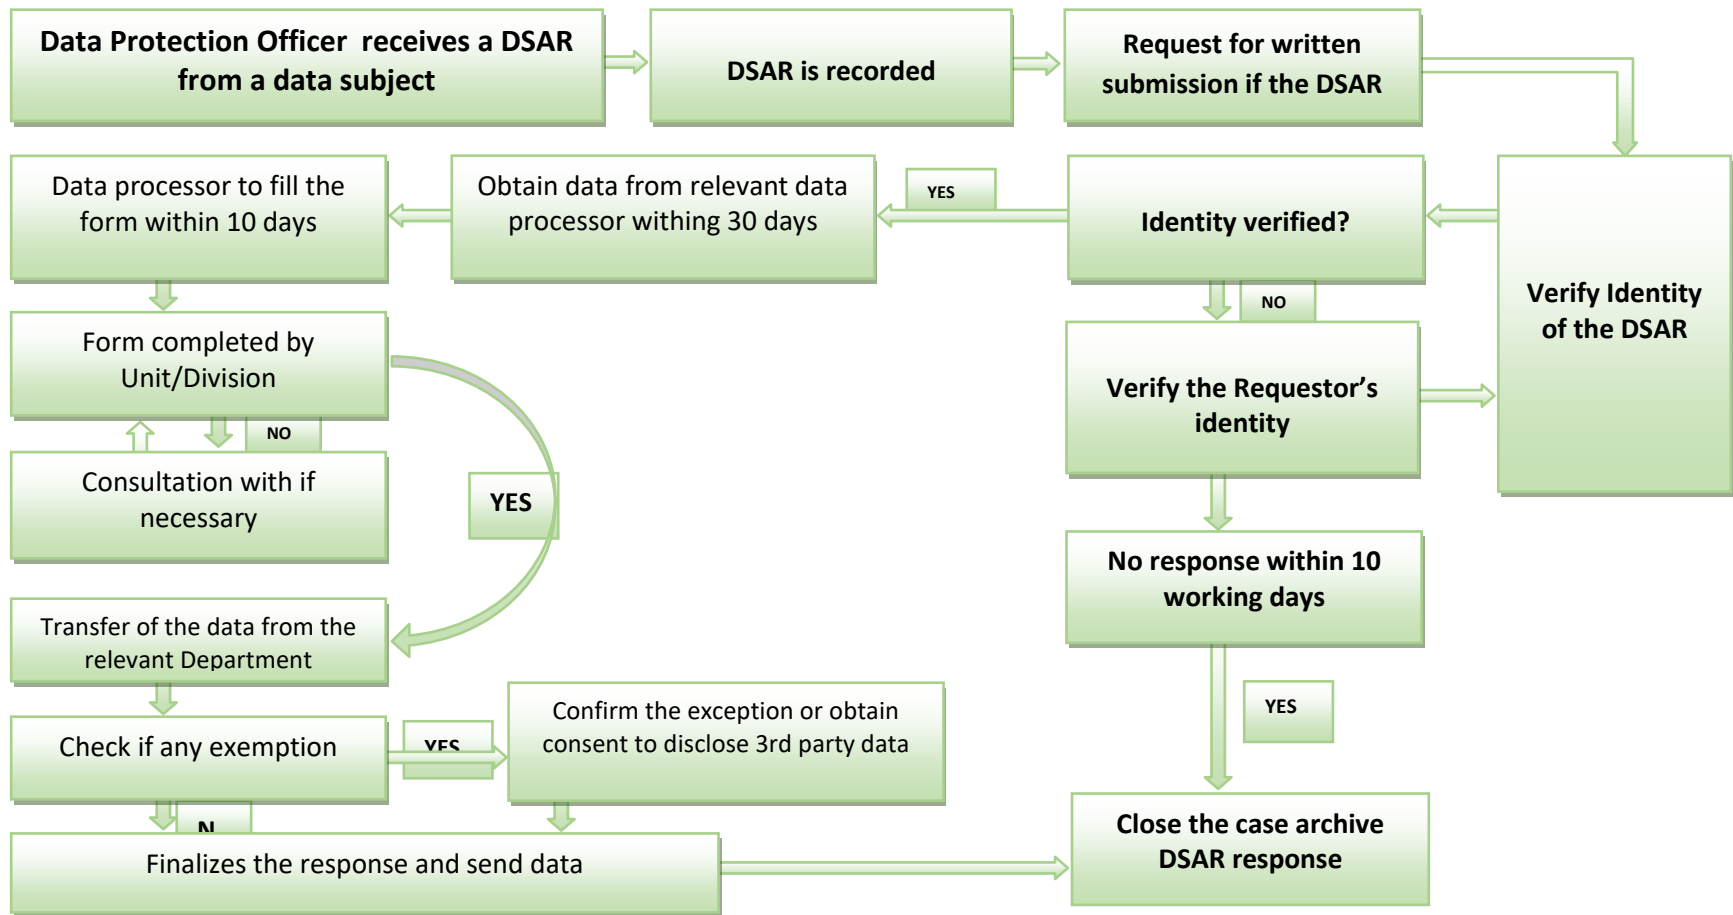 Data Protection Officer receives a DSAR
from a data subject
DSAR is recorded
Request for written
submission if the DSAR
Data processor to fill the
form within 10 days
Obtain data from relevant data
processor withing 30 days
YES
Identity verified?
Verify Identity
of the DSAR
NO
Form completed by
Unit/Division
Verify the Requestor's
identity
NO
Consultation with if
necessary
YES
No response within 10
working days
Transfer of the data from the
relevant Department
YES
Check if any exemption
YES
Confirm the exception or obtain
consent to disclose 3rd party data
N
Finalizes the response and send data
Close the case archive
DSAR response